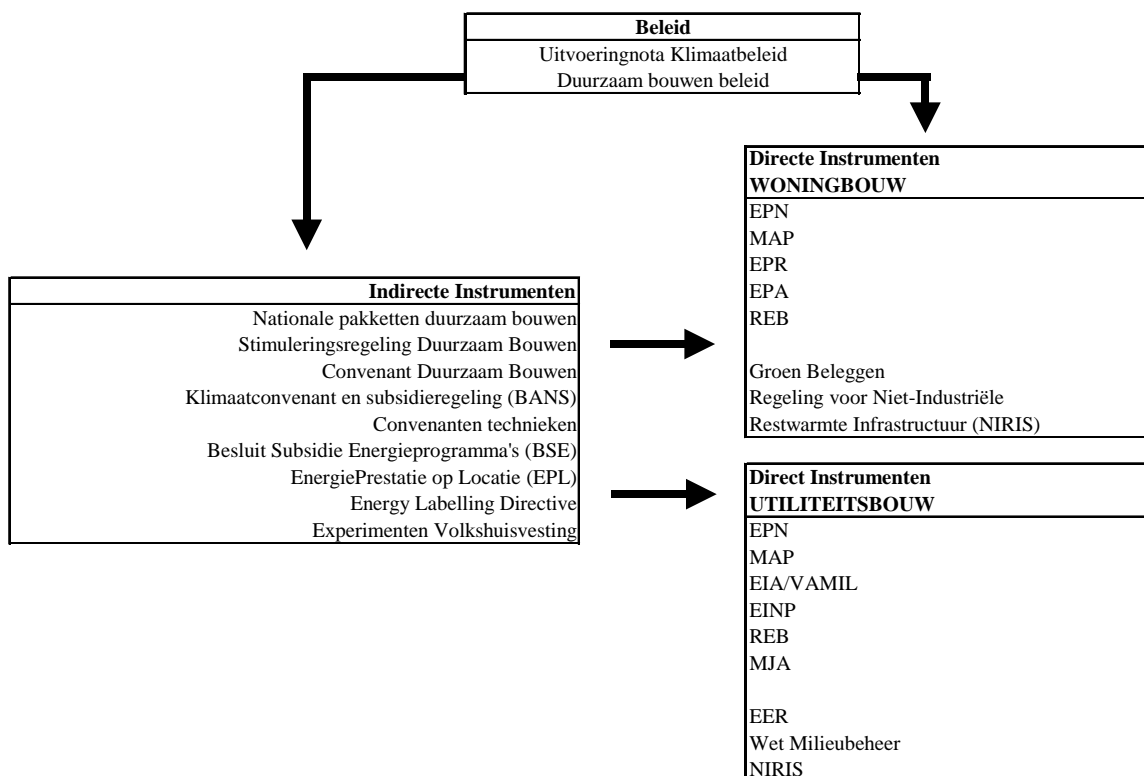 Beleid
Uitvoeringnota Klimaatbeleid
Duurzaam bouwen beleid
Directe Instrumenten
WONINGBOUW
EPN
MAP
EPR
EPA
REB
Groen Beleggen
Regeling voor Niet-Industriële
Restwarmte Infrastructuur (NIRIS)
Indirecte Instrumenten
Nationale pakketten duurzaam bouwen
Stimuleringsregeling Duurzaam Bouwen
Convenant Duurzaam Bouwen
Klimaatconvenant en subsidieregeling (BANS)
Convenanten technieken
Besluit Subsidie Energieprogramma's (BSE)
EnergiePrestatie op Locatie (EPL)
Energy Labelling Directive
Experimenten Volkshuisvesting
Direct Instrumenten
UTILITEITSBOUW
EPN
MAP
EIA/VAMIL
EINP
REB
MJA
EER
Wet Milieubeheer
NIRIS